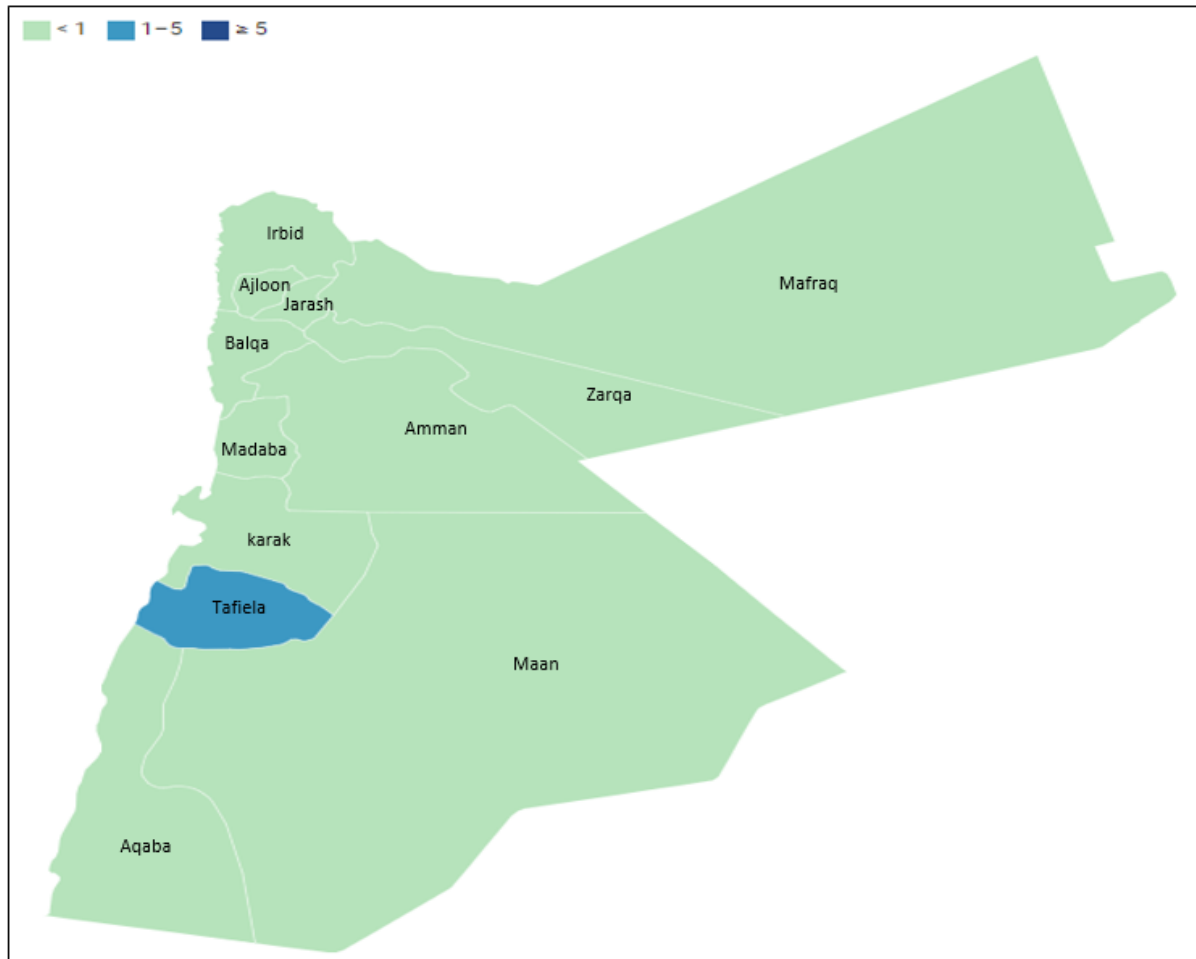 < 1 1–5 ≥ 5
Irbid
Mafraq
Ajloon
Jarash
Balqa
Zarqa
Amman
Madaba
karak
Tafiela
Maan
Aqaba